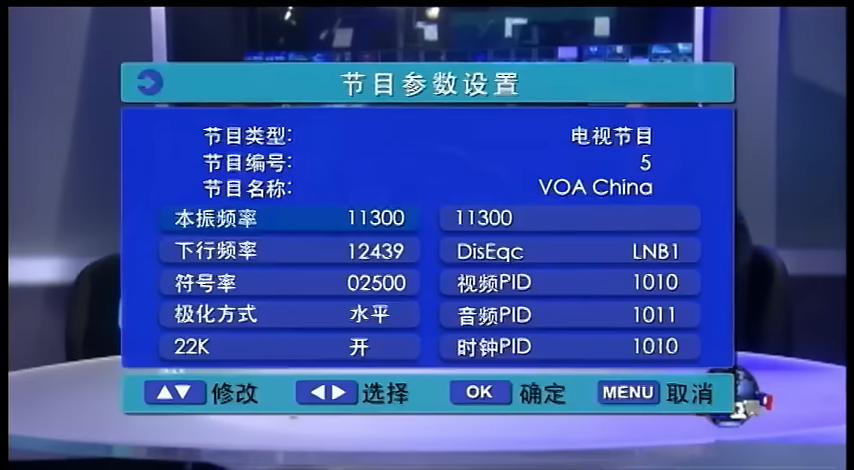 节目参数设置
节目类型: 电视节目
节目编号: 5
节目名称: VOA China
本振频率 11300 11300
下行频率 12439 DisEqc LNB1
符号率 02500 视频PID 1010
极化方式 水平 音频PID 1011
22K 开 时钟PID 1010
▲▼ 修改 ◀▶ 选择 OK 确定 MENU 取消